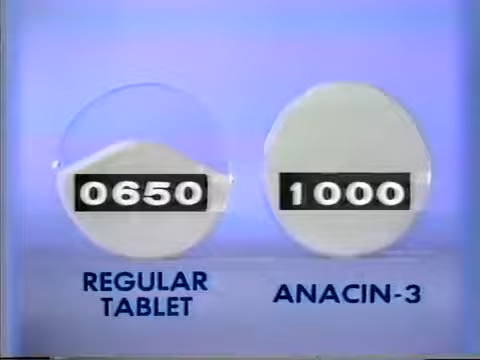 0650
1000
REGULAR
TABLET
ANACIN-3